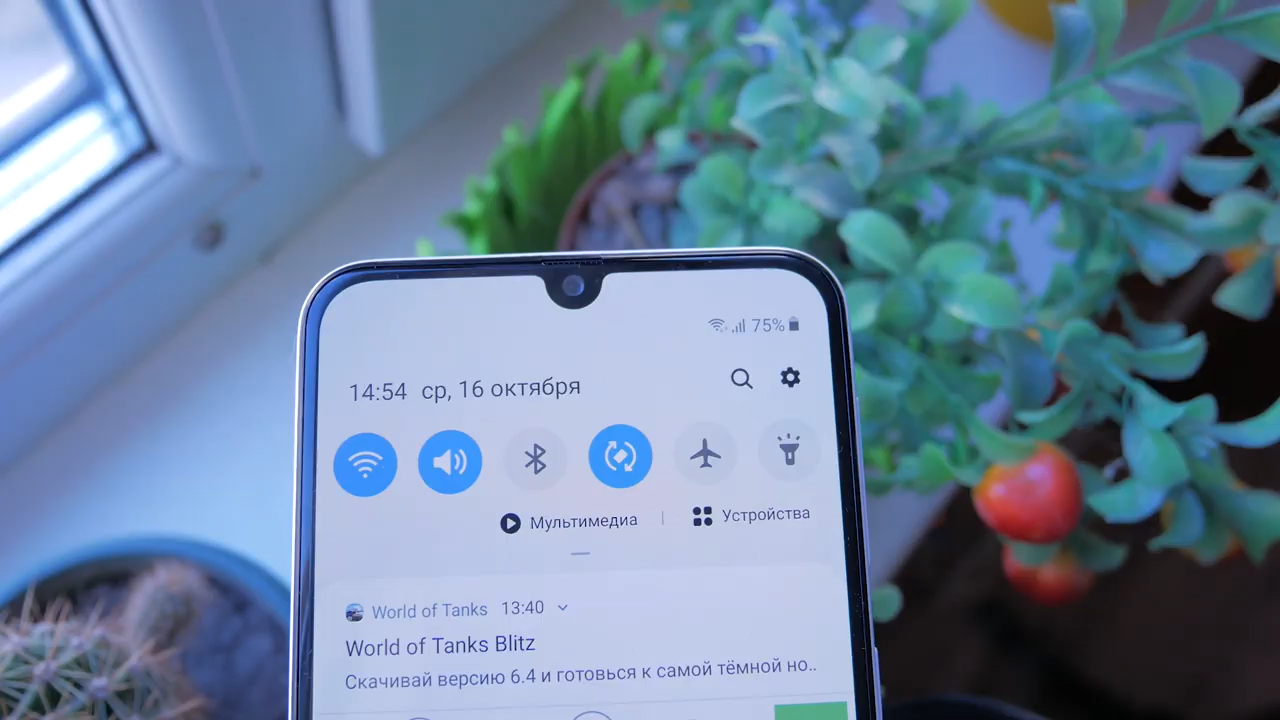 75%
14:54 ср, 16 октября
Мультимедиа | Устройства
World of Tanks 13:40
World of Tanks Blitz
Скачивай версию 6.4 и готовься к самой тёмной но..